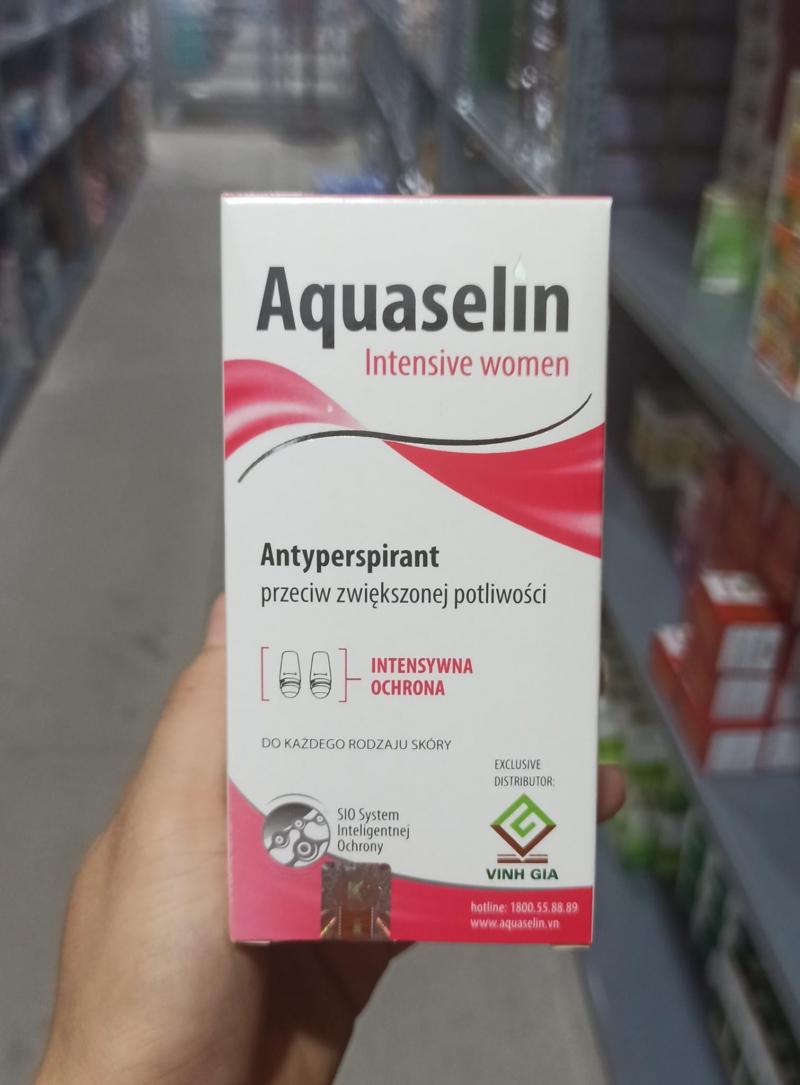 Aquaselin
Intensive women
Antyperspirant
przeciw zwiększonej potliwości
INTENSYWNA
OCHRONA
DO KAŻDEGO RODZAJU SKÓRY
EXCLUSIVE
DISTRIBUTOR:
VINH GIA
SIO System
Inteligentnej
Ochrony
K
hotline: 1800.55.88.89
www.aquaselin.vn